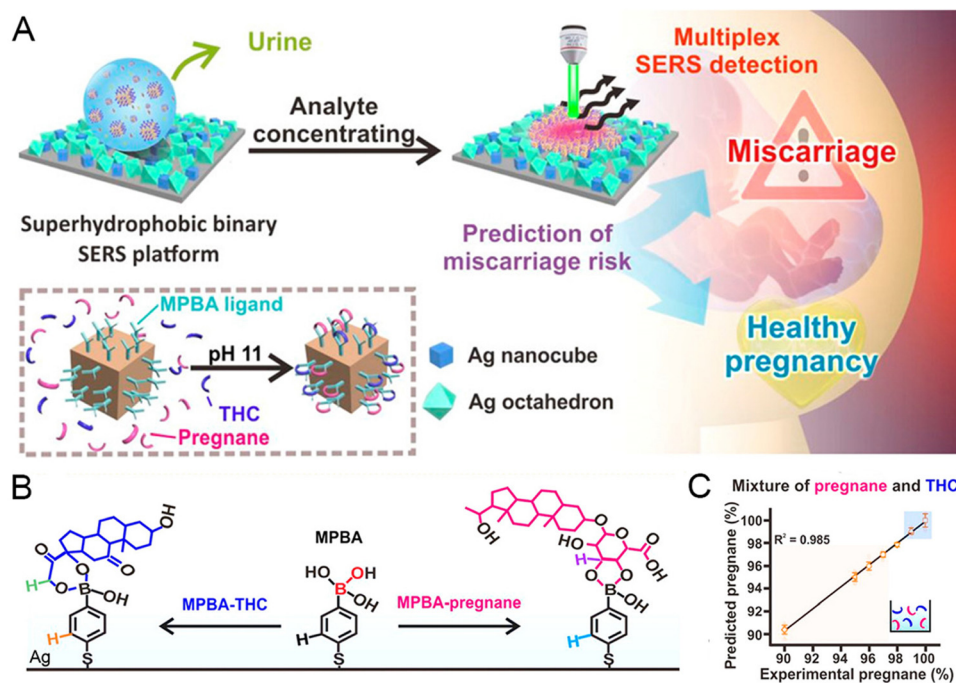 A
Urine
Analyte
concentrating
Multiplex
SERS detection
Miscarriage
Superhydrophobic binary
SERS platform
Prediction of
miscarriage risk
Healthy
pregnancy
MPBA ligand
pH 11
THC
Pregnane
Ag nanocube
Ag octahedron
B
OH
O
O
O
O
B
OH
H
H
S
Ag
MPBA-THC
MPBA
HO
OH
B
OH
H
S
MPBA-pregnane
OH
O
HO
O
O
H
OH
O
O
B
OH
H
S
C
Mixture of pregnane and THC
Predicted pregnane (%)
R² = 0.985
100
98
96
94
92
90
90
92
94
96
98
100
Experimental pregnane (%)